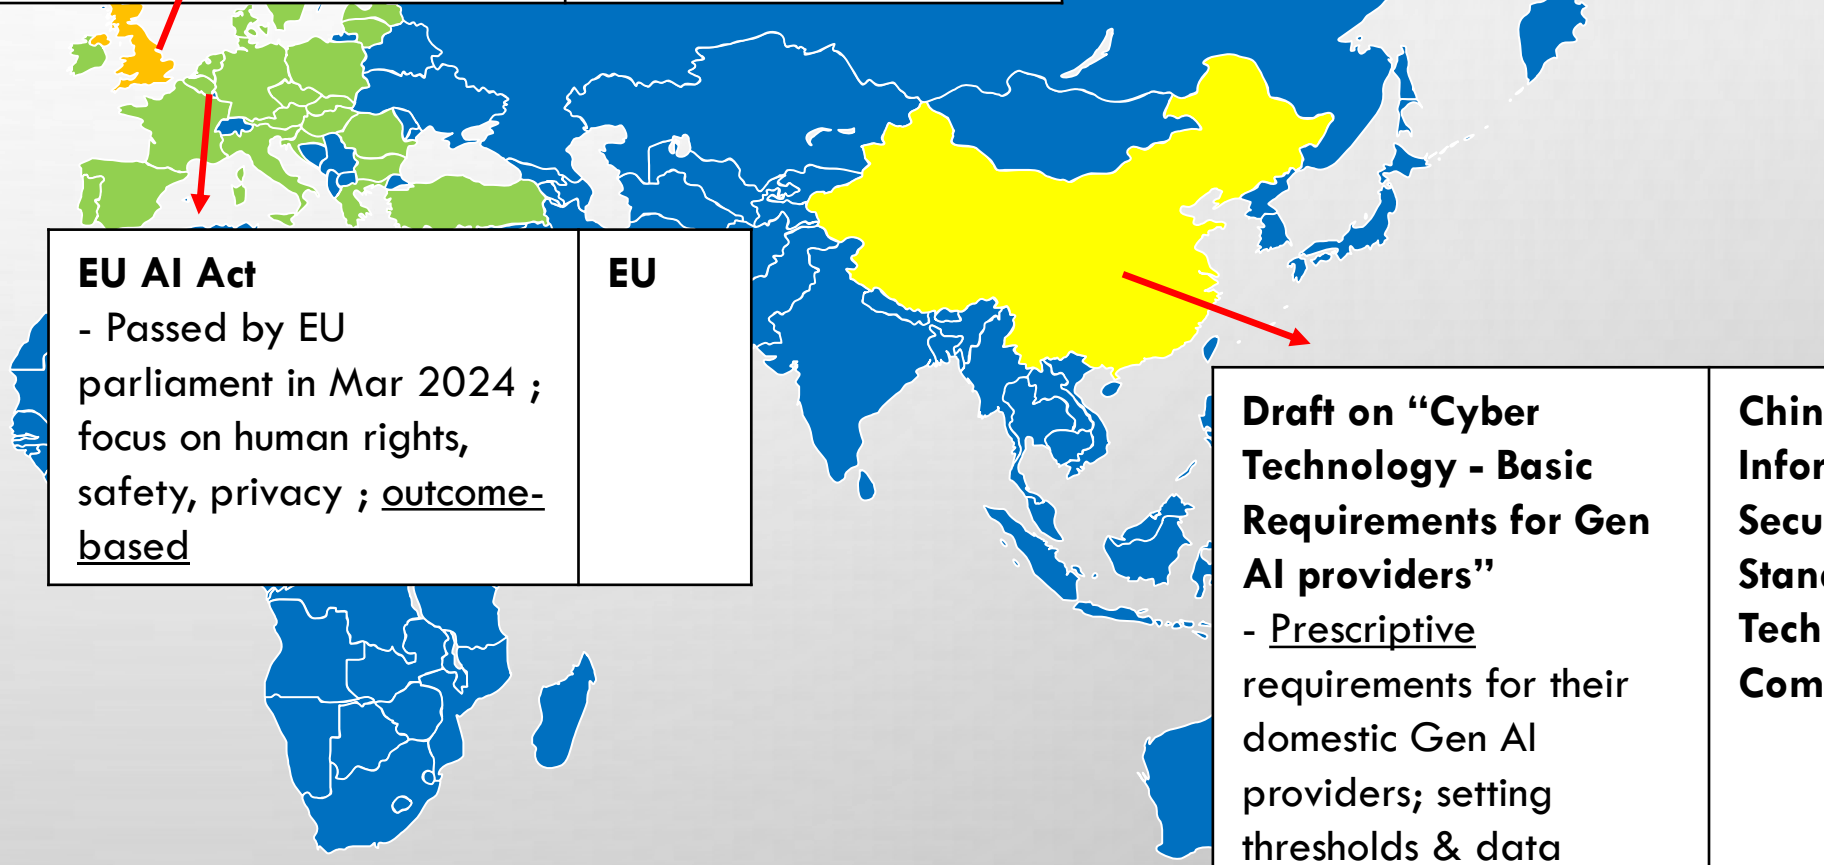 EU AI Act
- Passed by EU
parliament in Mar 2024 ;
focus on human rights,
safety, privacy ; outcome-
based
EU
Draft on “Cyber
Technology - Basic
Requirements for Gen
AI providers”
- Prescriptive
requirements for their
domestic Gen AI
providers; setting
thresholds & data